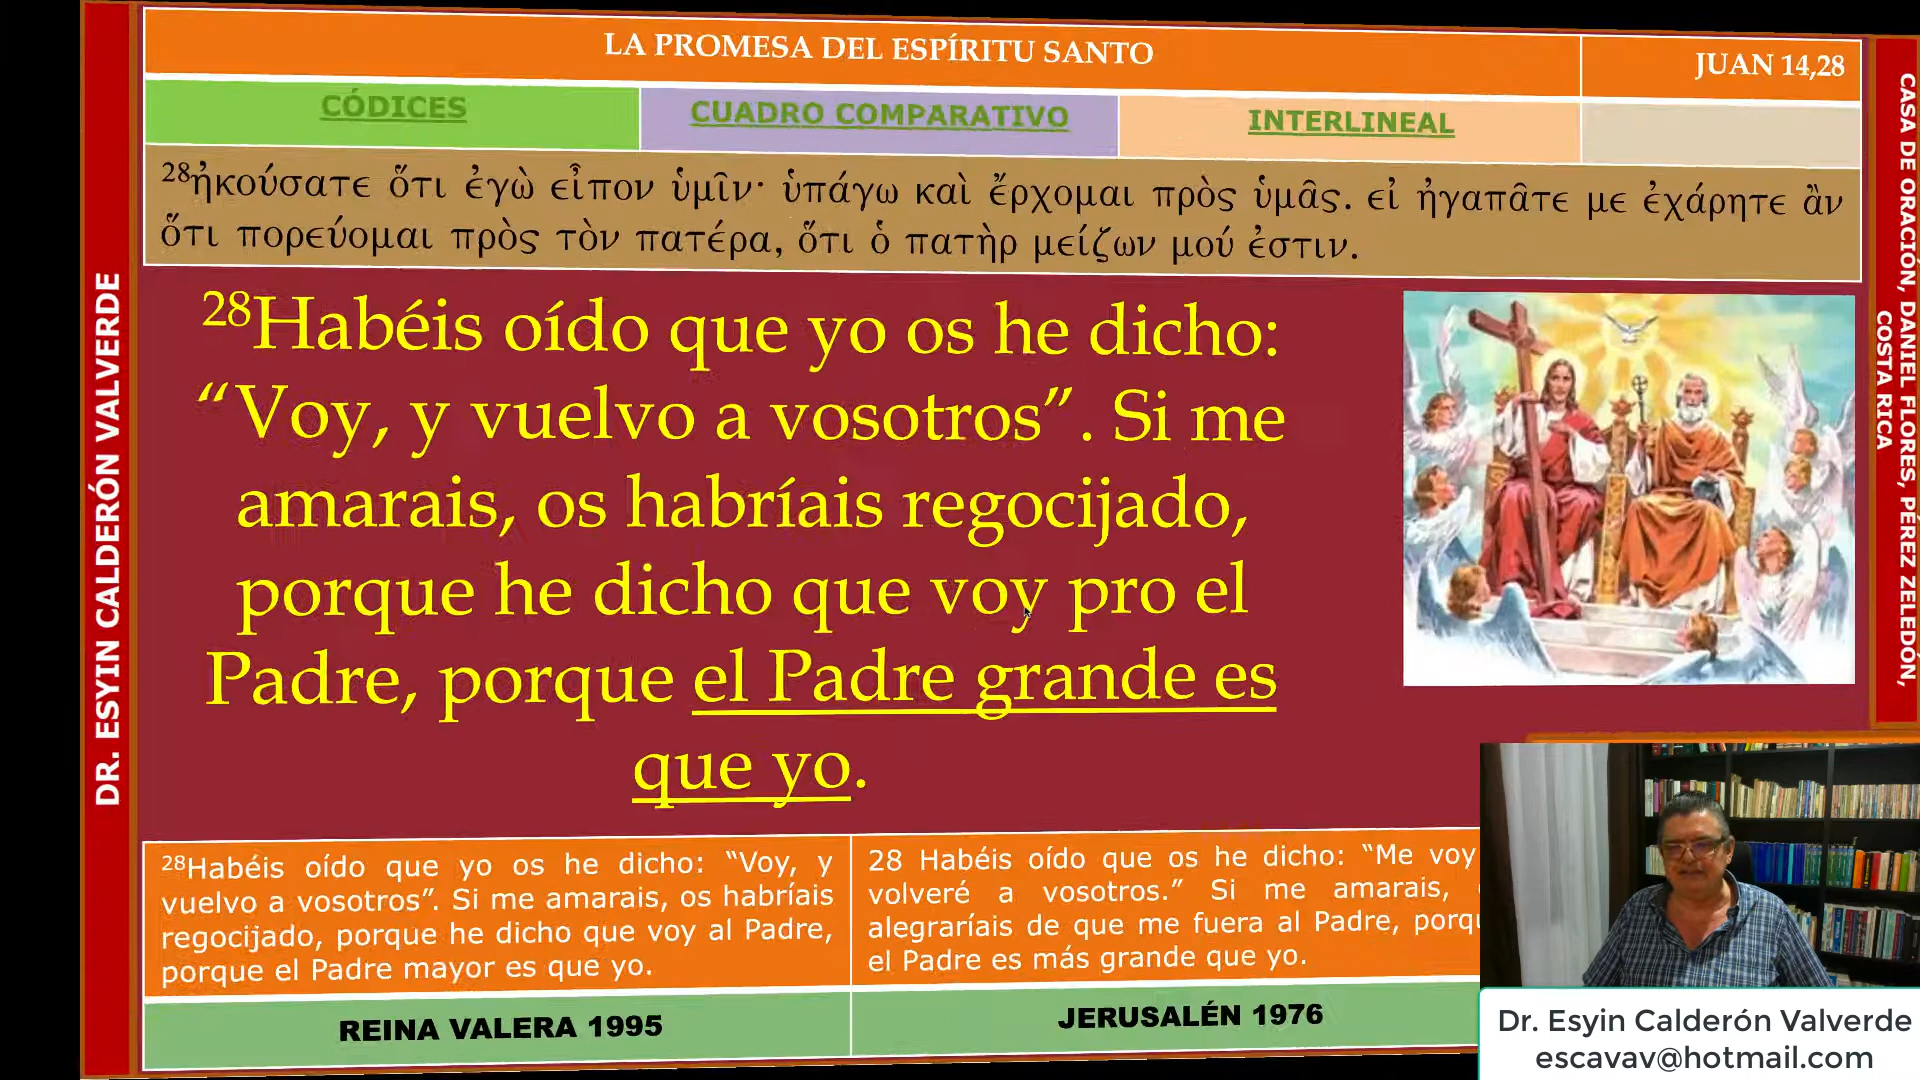 LA PROMESA DEL ESPÍRITU SANTO
JUAN 14,28
CÓDICES
CUADRO COMPARATIVO
INTERLINEAL
28ἠκούσατε ὅτι ἐγὼ εἶπον ὑμῖν· ὑπάγω καὶ ἔρχομαι πρὸς ὑμᾶς. εἰ ἠγαπᾶτε με ἐχάρητε ἂν
ὅτι πορεύομαι πρὸς τὸν πατέρα, ὅτι ὁ πατὴρ μείζων μού ἐστιν.
28Habéis oído que yo os he dicho:
“Voy, y vuelvo a vosotros”. Si me
amarais, os habríais regocijado,
porque he dicho que voy pro el
Padre, porque el Padre grande es
que yo.
28Habéis oído que yo os he dicho: “Voy, y
vuelvo a vosotros”. Si me amarais, os habríais
regocijado, porque he dicho que voy al Padre,
porque el Padre mayor es que yo.
28 Habéis oído que os he dicho: “Me voy
volveré a vosotros.” Si me amarais,
alegraríais de que me fuera al Padre, porqu
el Padre es más grande que yo.
REINA VALERA 1995
JERUSALÉN 1976
DR. ESYIN CALDERÓN VALVERDE
CASA DE ORACIÓN, DANIEL FLORES, PÉREZ ZELEDÓN,
COSTA RICA
Dr. Esyin Calderón Valverde
escavav@hotmail.com